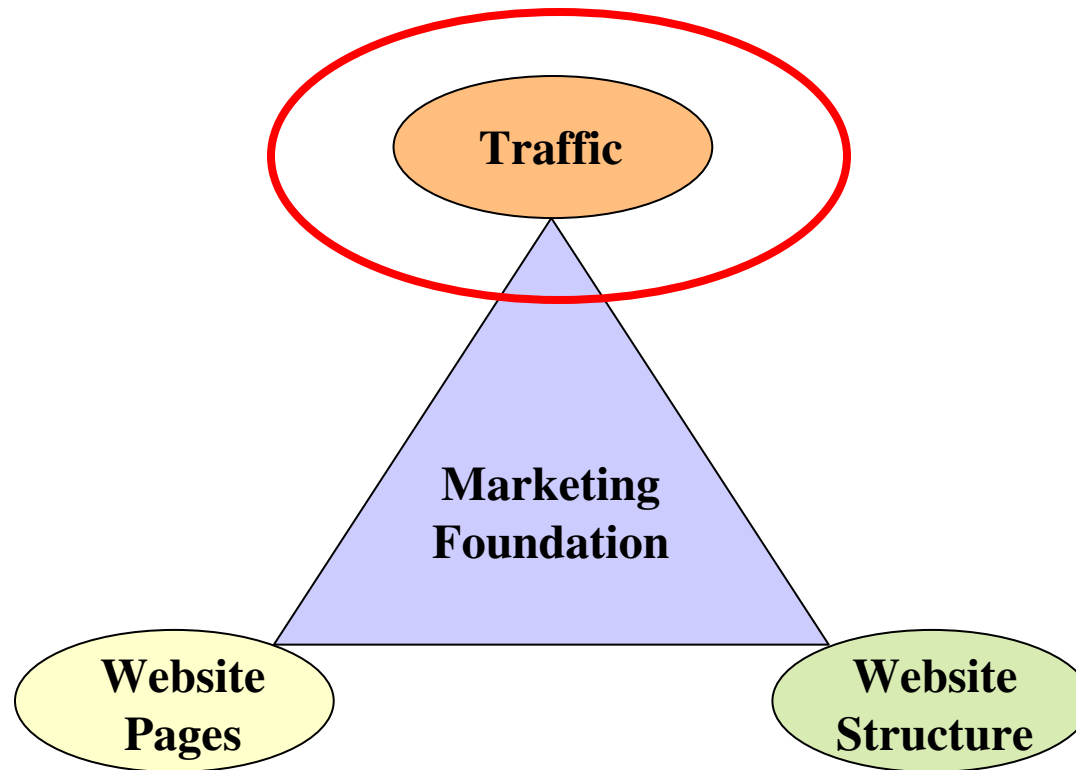 Traffic
Marketing
Foundation
Website
Pages
Website
Structure